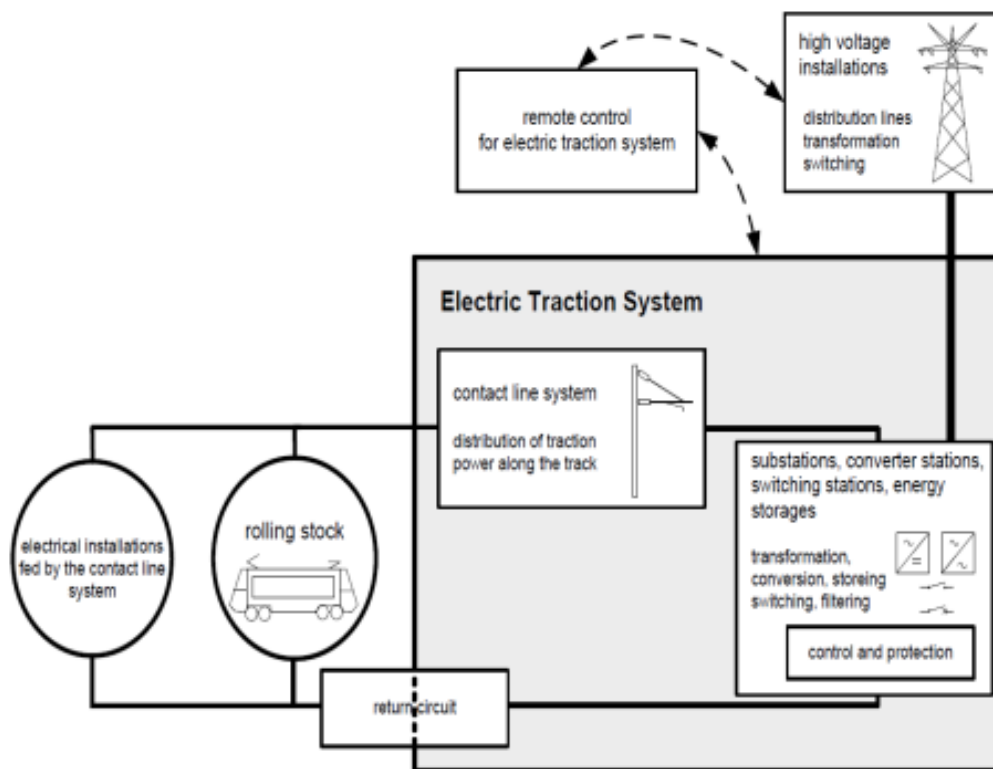 high voltage
installations
distribution lines
transformation
switching
remote control
for electric traction system
Electric Traction System
contact line system
distribution of traction
power along the track
substations, converter stations,
switching stations, energy
storages
transformation,
conversion, storeing
switching, filtering
control and protection
electrical installations
fed by the contact line
system
rolling stock
return circuit